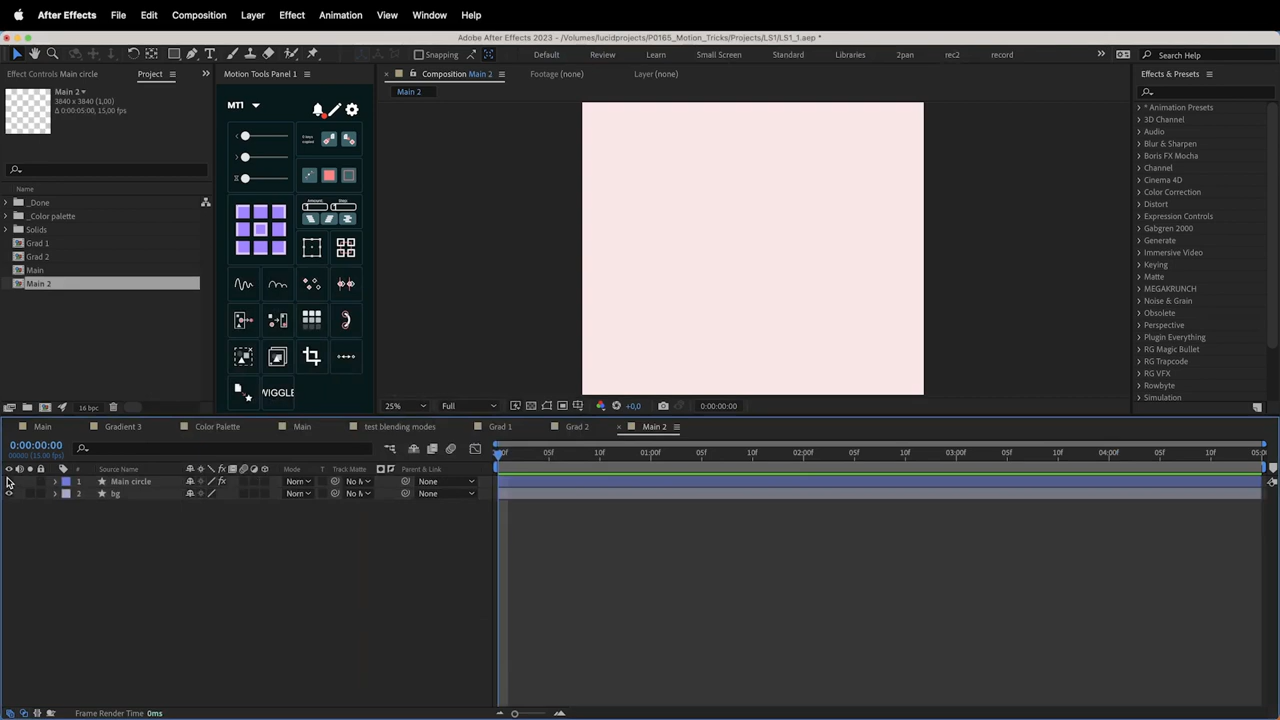 After Effects File Edit Composition Layer Effect Animation View Window Help
Adobe After Effects 2023 - /Volumes/lucidprojects/P0165_Motion_Tricks/Projects/LS1/LS1_1.aep *
Snapping Default Review Learn Small Screen Standard Libraries 2pan rec2 record Search Help
Effect Controls Main circle Project Motion Tools Panel 1 Composition Main 2 Footage (none) Layer (none) Effects & Presets
Main 2
3840 x 3840 (1,00)
Δ 0:00:05:00, 15,00 fps
MT1
Main 2
Name
_Done
_Color palette
Solids
Grad 1
Grad 2
Main
Main 2
WIGGLE
* Animation Presets
3D Channel
Audio
Blur & Sharpen
Boris FX Mocha
Channel
Cinema 4D
Color Correction
Distort
Expression Controls
Gabgren 2000
Generate
Immersive Video
Keying
Matte
MEGAKRUNCH
Noise & Grain
Obsolete
Perspective
Plugin Everything
RG Magic Bullet
RG Trapcode
RG VFX
Rowbyte
Simulation
16 bpc 25% Full +0,0 0:00:00:00
Main Gradient 3 Color Palette Main test blending modes Grad 1 Grad 2 Main 2
0:00:00:00
00000 (15.00 fps)
:00f 05f 10f 01:00f 05f 10f 02:00f 05f 10f 03:00f 05f 10f 04:00f 05f 10f 05:0
# Source Name Mode T Track Matte Parent & Link
1 Main circle Norn No M None
2 bg Norn No M None
Frame Render Time 0ms